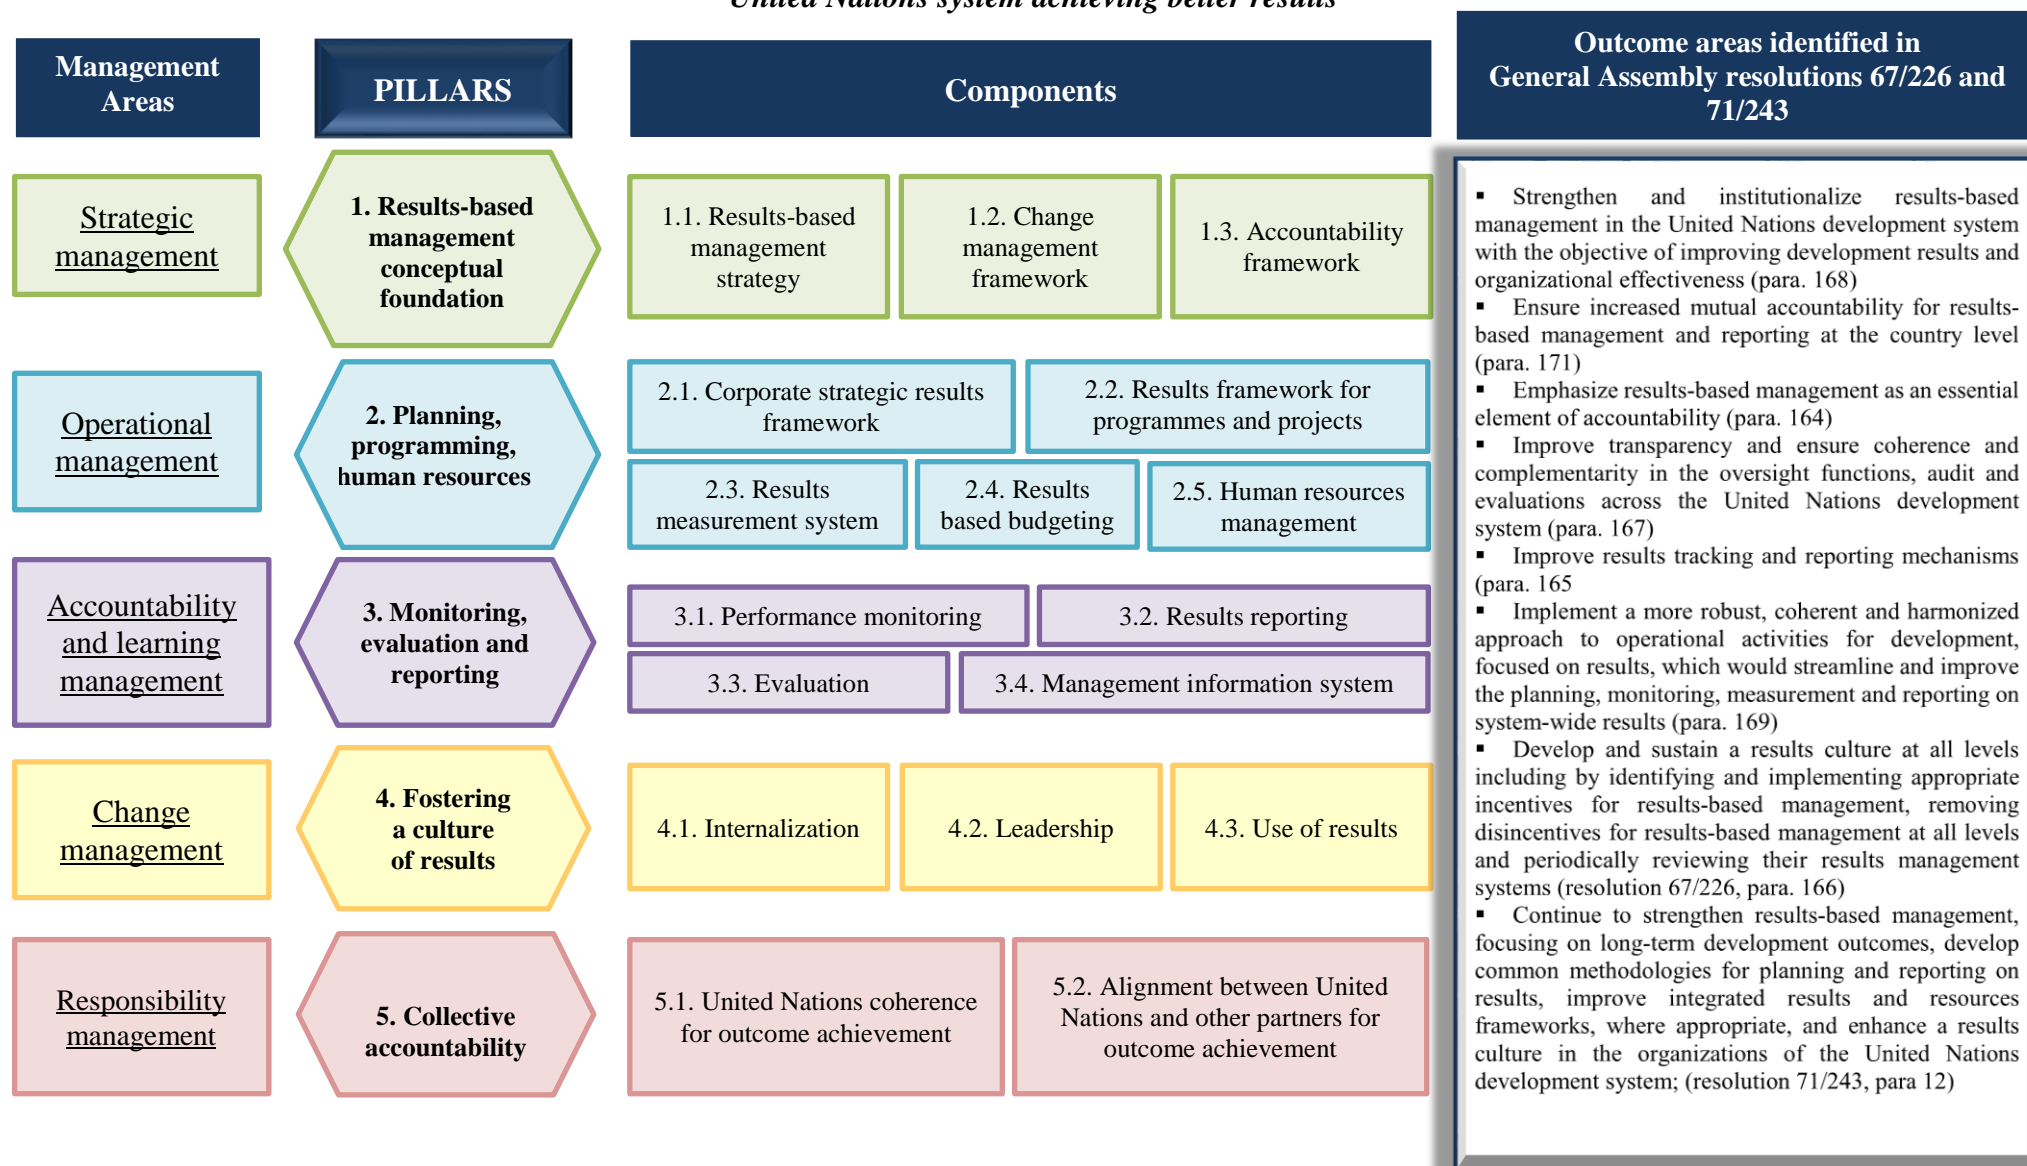 United Nations system achieving better results
Management
Areas
PILLARS
Components
Outcome areas identified in
General Assembly resolutions 67/226 and
71/243
Strategic
management
1. Results-based
management
conceptual
foundation
1.1. Results-based
management
strategy
1.2. Change
management
framework
1.3. Accountability
framework
Operational
management
2. Planning,
programming,
human resources
2.1. Corporate strategic results
framework
2.2. Results framework for
programmes and projects
2.3. Results
measurement system
2.4. Results
based budgeting
2.5. Human resources
management
Accountability
and learning
management
3. Monitoring,
evaluation and
reporting
3.1. Performance monitoring
3.2. Results reporting
3.3. Evaluation
3.4. Management information system
Change
management
4. Fostering
a culture
of results
4.1. Internalization
4.2. Leadership
4.3. Use of results
Responsibility
management
5. Collective
accountability
5.1. United Nations coherence
for outcome achievement
5.2. Alignment between United
Nations and other partners for
outcome achievement
▪ Strengthen and institutionalize results-based
management in the United Nations development system
with the objective of improving development results and
organizational effectiveness (para. 168)
▪ Ensure increased mutual accountability for results-
based management and reporting at the country level
(para. 171)
▪ Emphasize results-based management as an essential
element of accountability (para. 164)
▪ Improve transparency and ensure coherence and
complementarity in the oversight functions, audit and
evaluations across the United Nations development
system (para. 167)
▪ Improve results tracking and reporting mechanisms
(para. 165
▪ Implement a more robust, coherent and harmonized
approach to operational activities for development,
focused on results, which would streamline and improve
the planning, monitoring, measurement and reporting on
system-wide results (para. 169)
▪ Develop and sustain a results culture at all levels
including by identifying and implementing appropriate
incentives for results-based management, removing
disincentives for results-based management at all levels
and periodically reviewing their results management
systems (resolution 67/226, para. 166)
▪ Continue to strengthen results-based management,
focusing on long-term development outcomes, develop
common methodologies for planning and reporting on
results, improve integrated results and resources
frameworks, where appropriate, and enhance a results
culture in the organizations of the United Nations
development system; (resolution 71/243, para 12)